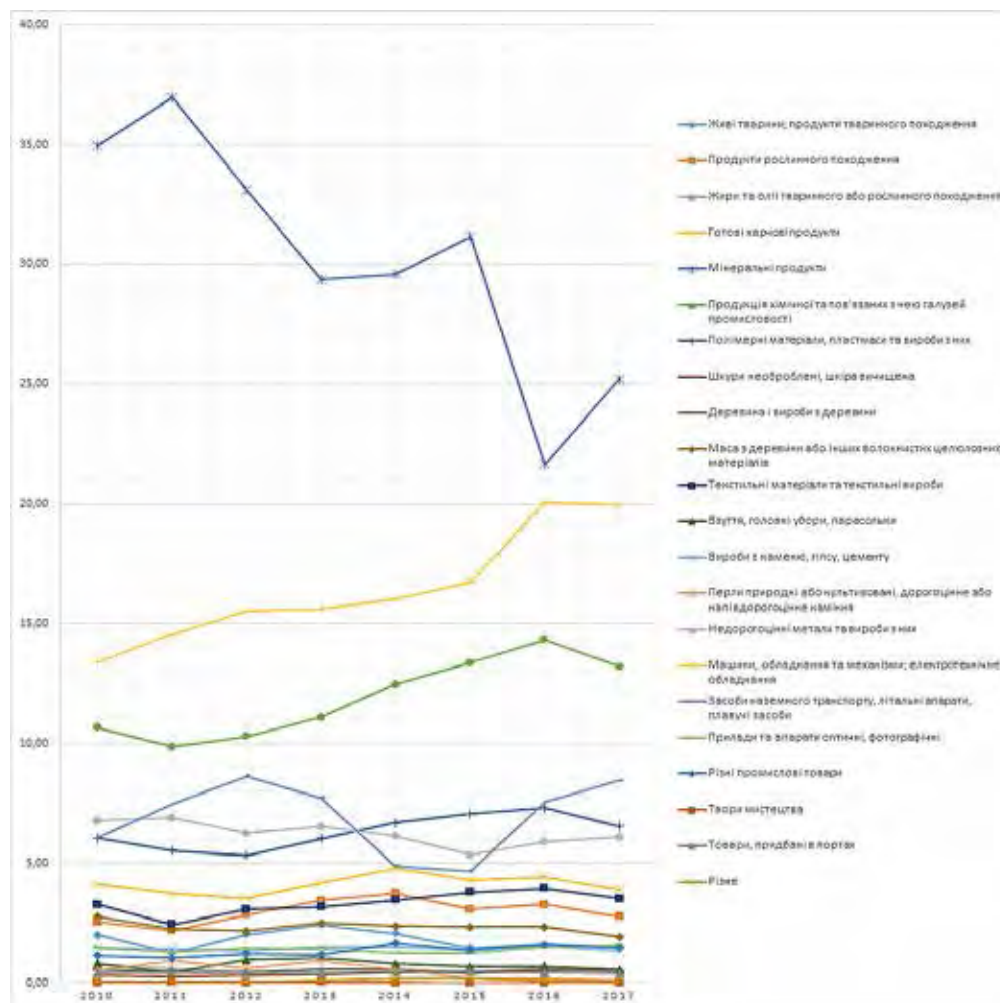 40,00
35,00
30,00
25,00
20,00
15,00
10,00
5,00
0,00
2010 2011 2012 2013 2014 2015 2016 2017
Живі тварини; продукти тваринного походження
Продукти рослинного походження
Жири та олії тваринного або рослинного походження
Готові харчові продукти
Мінеральні продукти
Продукція хімічної та пов'язаних з нею галузей
промисловості
Полімерні матеріали, пластмаси та вироби з них
Шкури необроблені, шкіра вичищена
Деревина і вироби з деревини
Маса з деревини або інших волокнистих целюлозних
матеріалів
Текстильні матеріали та текстильні вироби
Взуття, головні убори, парасольки
Вироби з каменю, гіпсу, цементу
Перли природні або культивовані, дорогоцінне або
напівдорогоцінне каміння
Недорогоцінні метали та вироби з них
Машини, обладнання та механізми; електротехнічне
обладнання
Засоби наземного транспорту, літальні апарати,
плавучі засоби
Прилади та апарати оптичні, фотографічні
Різні промислові товари
Твори мистецтва
Товари, придбані в портах
Різне